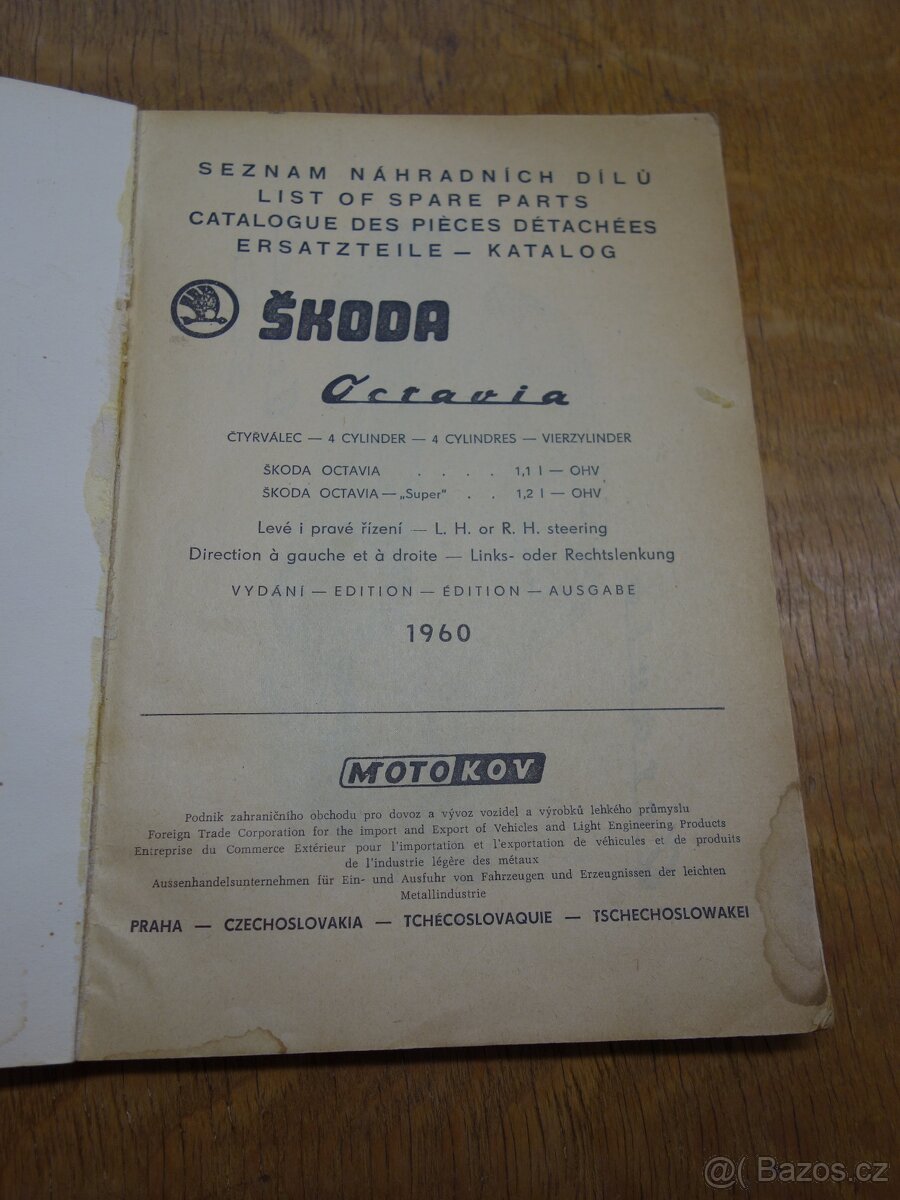 SEZNAM NÁHRADNÍCH DÍLŮ
LIST OF SPARE PARTS
CATALOGUE DES PIÈCES DÉTACHÉES
ERSATZTEILE — KATALOG
ŠKODA
Octavia
ČTYŘVÁLEC — 4 CYLINDER — 4 CYLINDRES — VIERZYLINDER
ŠKODA OCTAVIA . . . . 1,1 l — OHV
ŠKODA OCTAVIA — „Super" . . 1,2 l — OHV
Levé i pravé řízení — L. H. or R. H. steering
Direction à gauche et à droite — Links- oder Rechtslenkung
VYDÁNÍ — EDITION — ÉDITION — AUSGABE
1960
MOTOKOV
Podnik zahraničního obchodu pro dovoz a vývoz vozidel a výrobků lehkého průmyslu
Foreign Trade Corporation for the import and Export of Vehicles and Light Engineering Products
Entreprise du Commerce Extérieur pour l'importation et l'exportation de véhicules et de produits
de l'industrie légère des métaux
Aussenhandelsunternehmen für Ein- und Ausfuhr von Fahrzeugen und Erzeugnissen der leichten
Metallindustrie
PRAHA — CZECHOSLOVAKIA — TCHÉCOSLOVAQUIE — TSCHECHOSLOWAKEI
@( Bazos.cz